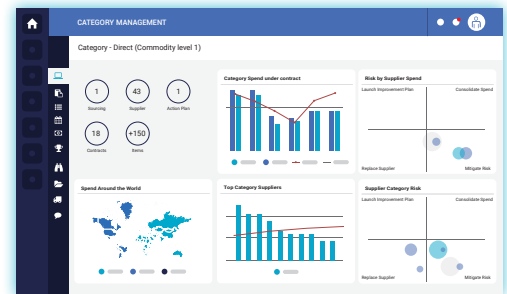 CATEGORY MANAGEMENT
Category - Direct (Commodity level 1)
1
43
1
Sourcing
Supplier
Action Plan
18
+150
Contracts
Items
Category Spend under contract
Risk by Supplier Spend
Launch Improvement Plan
Consolidate Spend
Replace Supplier
Mitigate Risk
Spend Around the World
Top Category Suppliers
Supplier Category Risk
Launch Improvement Plan
Consolidate Spend
Replace Supplier
Mitigate Risk